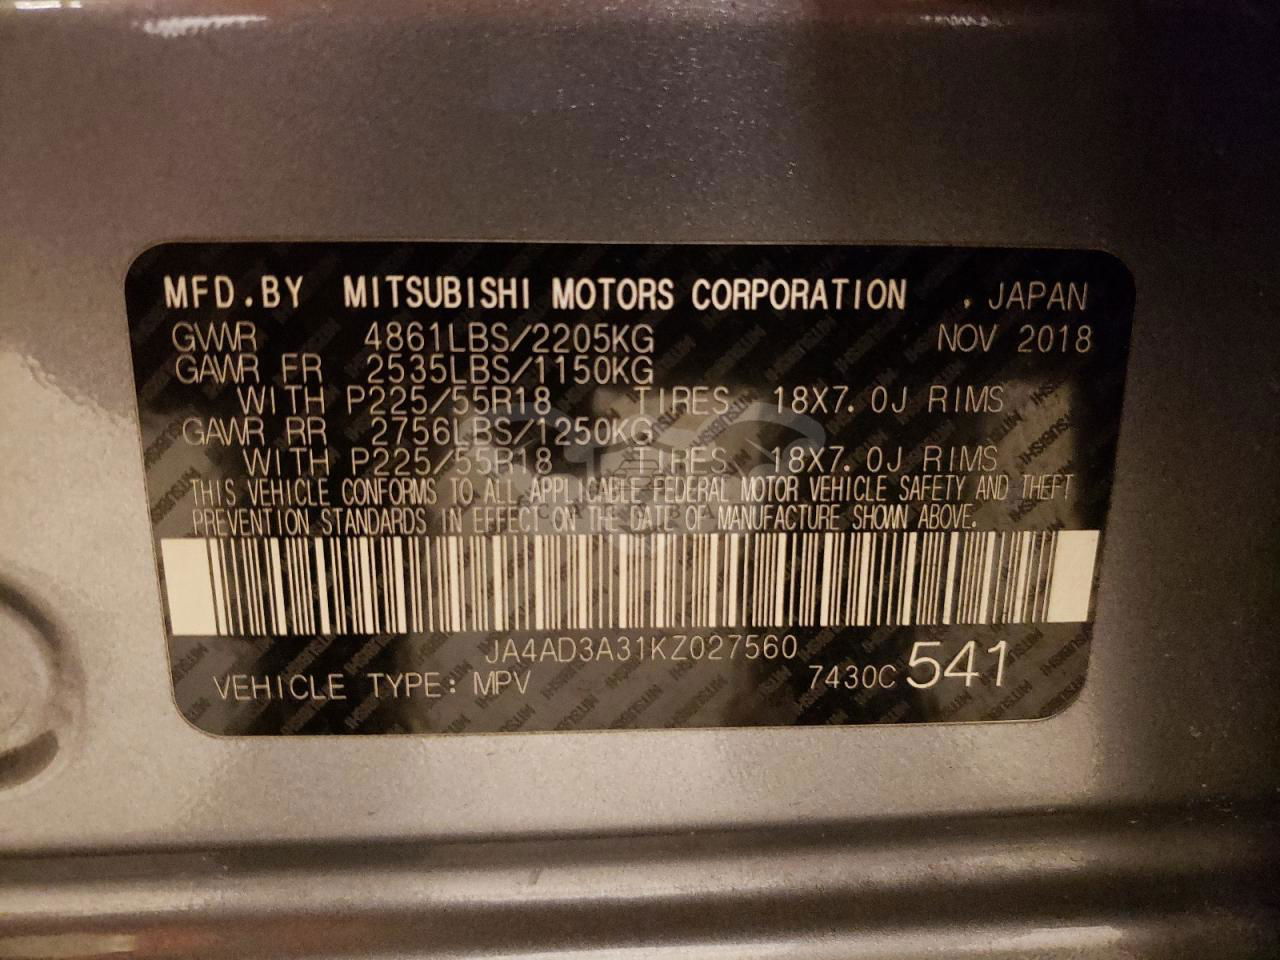 MFD.BY MITSUBISHI MOTORS CORPORATION . JAPAN
GVWR 4861LBS/2205KG NOV 2018
GAWR FR 2535LBS/1150KG
WITH P225/55R18 TIRES 18X7.0J RIMS
GAWR RR 2756LBS/1250KG
WITH P225/55R18 TIRES 18X7.0J RIMS
THIS VEHICLE CONFORMS TO ALL APPLICABLE FEDERAL MOTOR VEHICLE SAFETY AND THEFT
PREVENTION STANDARDS IN EFFECT ON THE DATE OF MANUFACTURE SHOWN ABOVE.
JA4AD3A31KZ027560
VEHICLE TYPE: MPV 7430C 541